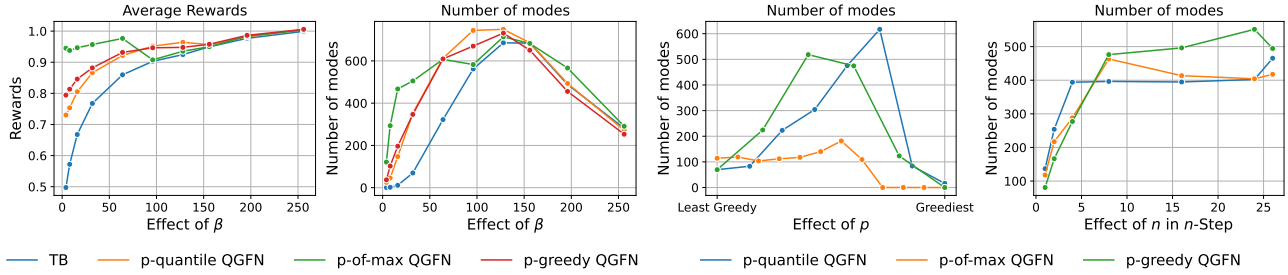 Average Rewards
Rewards
1.0
0.9
0.8
0.7
0.6
0.5
0 50 100 150 200 250
Effect of β
Number of modes
Number of modes
600
400
200
0
0 50 100 150 200 250
Effect of β
TB p-quantile QGFN p-of-max QGFN p-greedy QGFN
Number of modes
Number of modes
600
500
400
300
200
100
0
Least Greedy Greediest
Effect of p
Number of modes
Number of modes
500
400
300
200
100
0 5 10 15 20 25
Effect of n in n-Step
p-quantile QGFN p-of-max QGFN p-greedy QGFN